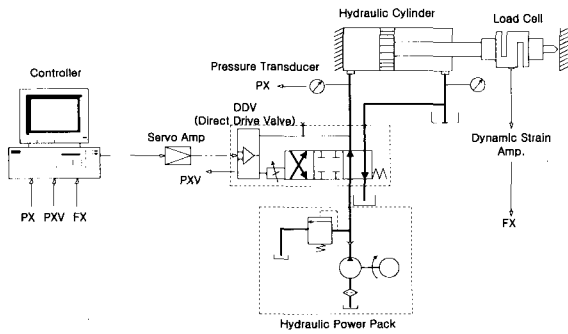 Hydraulic Cylinder
Load Cell
Pressure Transducer
PX
Controller
DDV
(Direct Drive Valve)
Servo Amp
PXV
Dynamic Strain
Amp.
PX PXV FX
FX
Hydraulic Power Pack